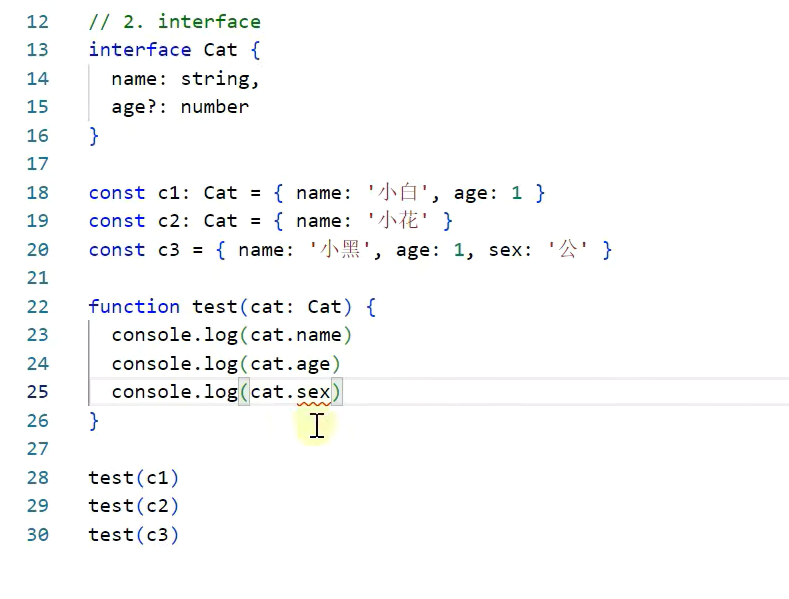 12 // 2. interface
13 interface Cat {
14 name: string,
15 age?: number
16 }
17
18 const c1: Cat = { name: '小白', age: 1 }
19 const c2: Cat = { name: '小花' }
20 const c3 = { name: '小黑', age: 1, sex: '公' }
21
22 function test(cat: Cat) {
23 console.log(cat.name)
24 console.log(cat.age)
25 console.log(cat.sex)
26 }
27
28 test(c1)
29 test(c2)
30 test(c3)